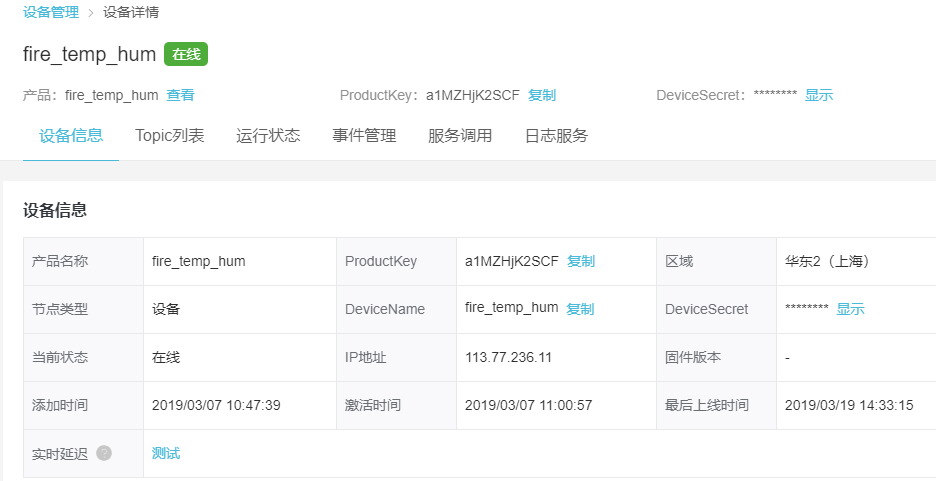 设备管理 > 设备详情
fire_temp_hum 在线
产品: fire_temp_hum 查看 ProductKey: a1MZHjK2SCF 复制 DeviceSecret: ******** 显示
设备信息 Topic列表 运行状态 事件管理 服务调用 日志服务
设备信息
产品名称 fire_temp_hum ProductKey a1MZHjK2SCF 复制 区域 华东2（上海）
节点类型 设备 DeviceName fire_temp_hum 复制 DeviceSecret ******** 显示
当前状态 在线 IP地址 113.77.236.11 固件版本 -
添加时间 2019/03/07 10:47:39 激活时间 2019/03/07 11:00:57 最后上线时间 2019/03/19 14:33:15
实时延迟 ? 测试